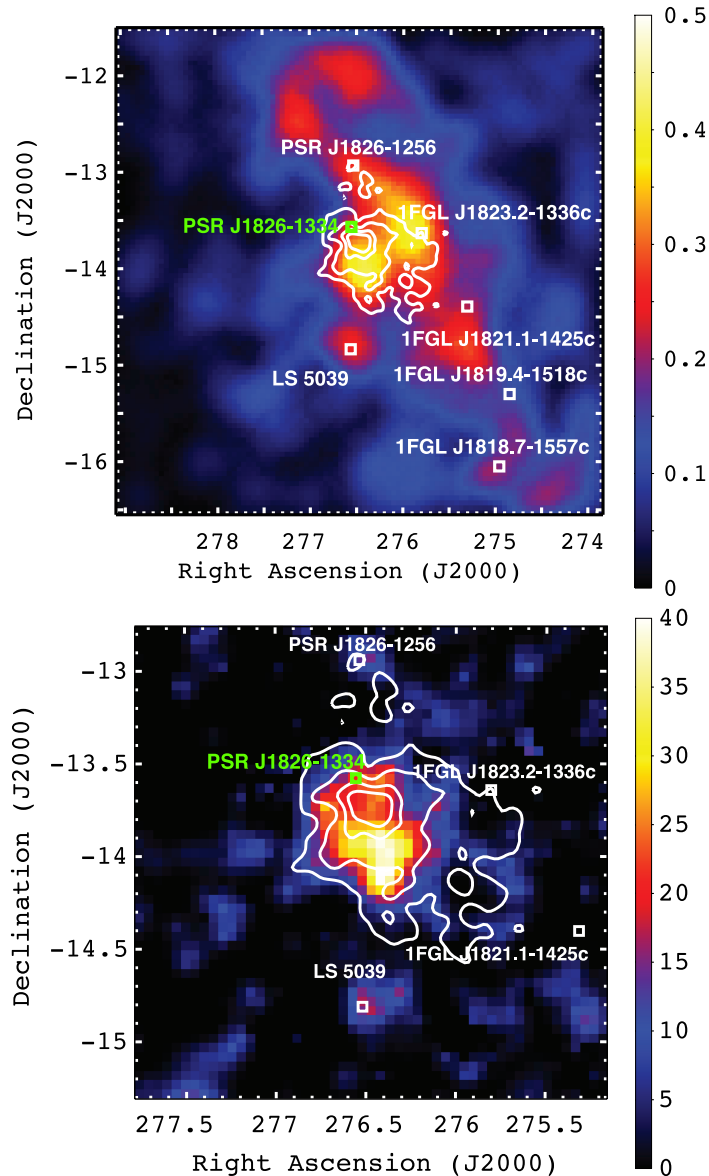 0.5
-12
0.4
PSR J1826-1256
-13
PSR J1826-1334
1FGL J1823.2-1336c
0.3
-14
Declination (J2000)
1FGL J1821.1-1425c
-15
0.2
LS 5039
1FGL J1819.4-1518c
1FGL J1818.7-1557c
0.1
-16
0
278 277 276 275 274
Right Ascension (J2000)
40
PSR J1826-1256
-13
35
PSR J1826-1334
-13.5
1FGL J1823.2-1336c
30
25
-14
Declination (J2000)
20
-14.5
1FGL J1821.1-1425c
15
LS 5039
10
-15
5
0
277.5 277 276.5 276 275.5
Right Ascension (J2000)